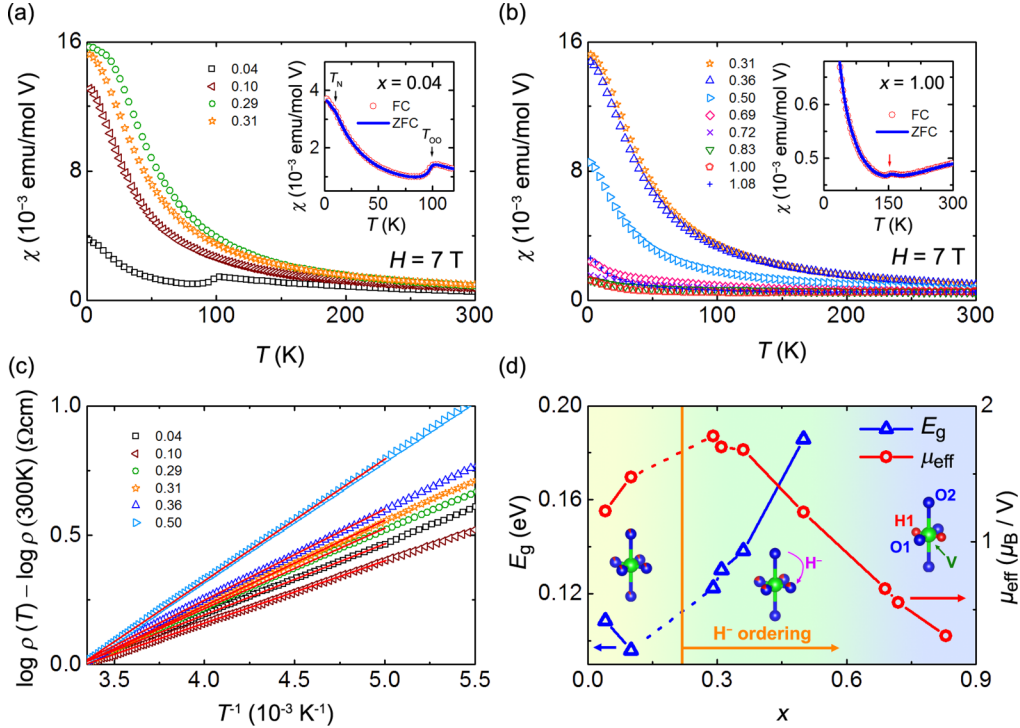 (a)
χ (10⁻³ emu/mol V)
16
8
0
0.04
0.10
0.29
0.31
χ (10⁻³ emu/mol V)
4
2
T_N
x = 0.04
FC
ZFC
T_OO
0 50 100
T (K)
H = 7 T
0 100 200 300
T (K)
(b)
χ (10⁻³ emu/mol V)
16
8
0
0.31
0.36
0.50
0.69
0.72
0.83
1.00
1.08
χ (10⁻³ emu/mol V)
0.6
0.5
x = 1.00
FC
ZFC
0 150 300
T (K)
H = 7 T
0 100 200 300
T (K)
(c)
log ρ (T) – log ρ (300K) (Ωcm)
1.0
0.5
0.0
0.04
0.10
0.29
0.31
0.36
0.50
3.5 4.0 4.5 5.0 5.5
T⁻¹ (10⁻³ K⁻¹)
(d)
E_g (eV)
0.20
0.16
0.12
E_g
μ_eff
O2
H1
O1
V
H⁻
H⁻ ordering
2
1
μ_eff (μ_B / V)
0.0 0.3 0.6 0.9
x